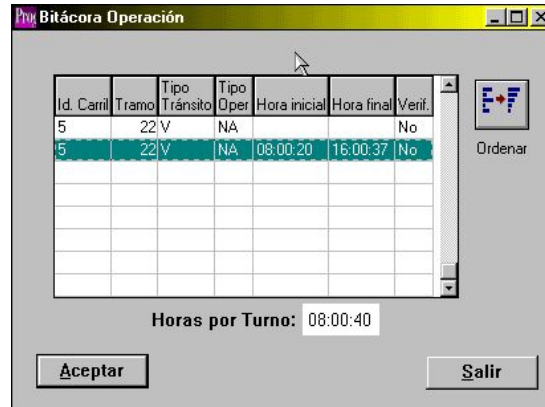 Bitácora Operación
Id. Carril Tramo Tipo Tránsito Tipo Oper Hora inicial Hora final Verif.
5 22 V NA No
5 22 V NA 08:00:20 16:00:37 No
Ordenar
Horas por Turno: 08:00:40
Aceptar Salir